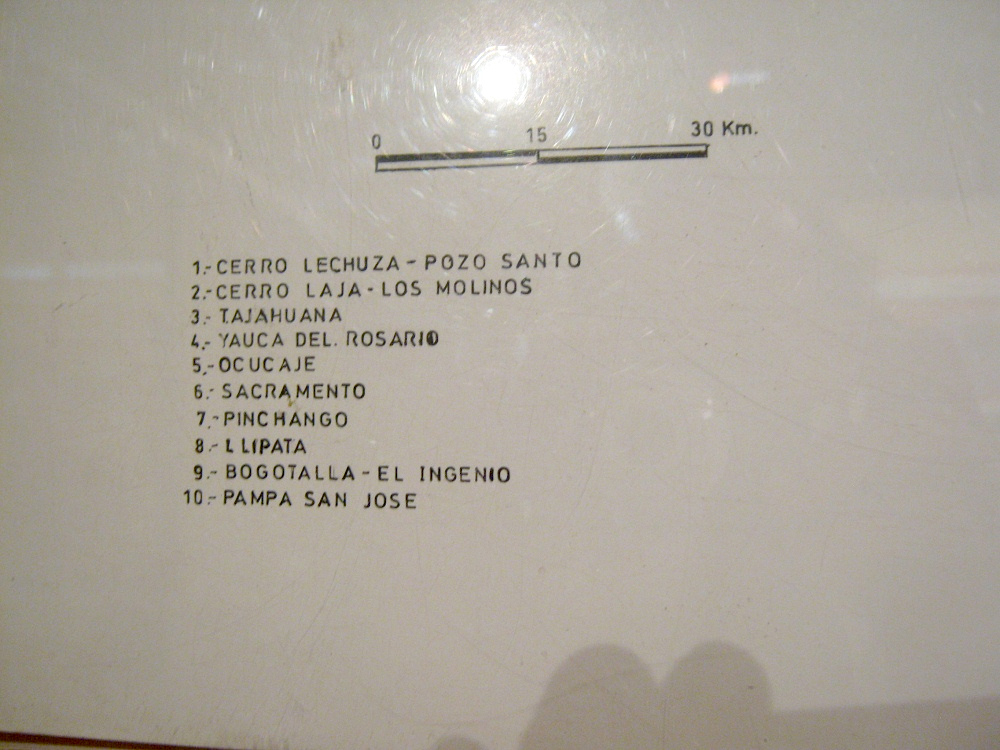 0 15 30 Km.
1.- CERRO LECHUZA - POZO SANTO
2.- CERRO LAJA - LOS MOLINOS
3.- TAJAHUANA
4.- YAUCA DEL. ROSARIO
5.- OCUCAJE
6.- SACRAMENTO
7.- PINCHANGO
8.- LLIPATA
9.- BOGOTALLA - EL INGENIO
10.- PAMPA SAN JOSE